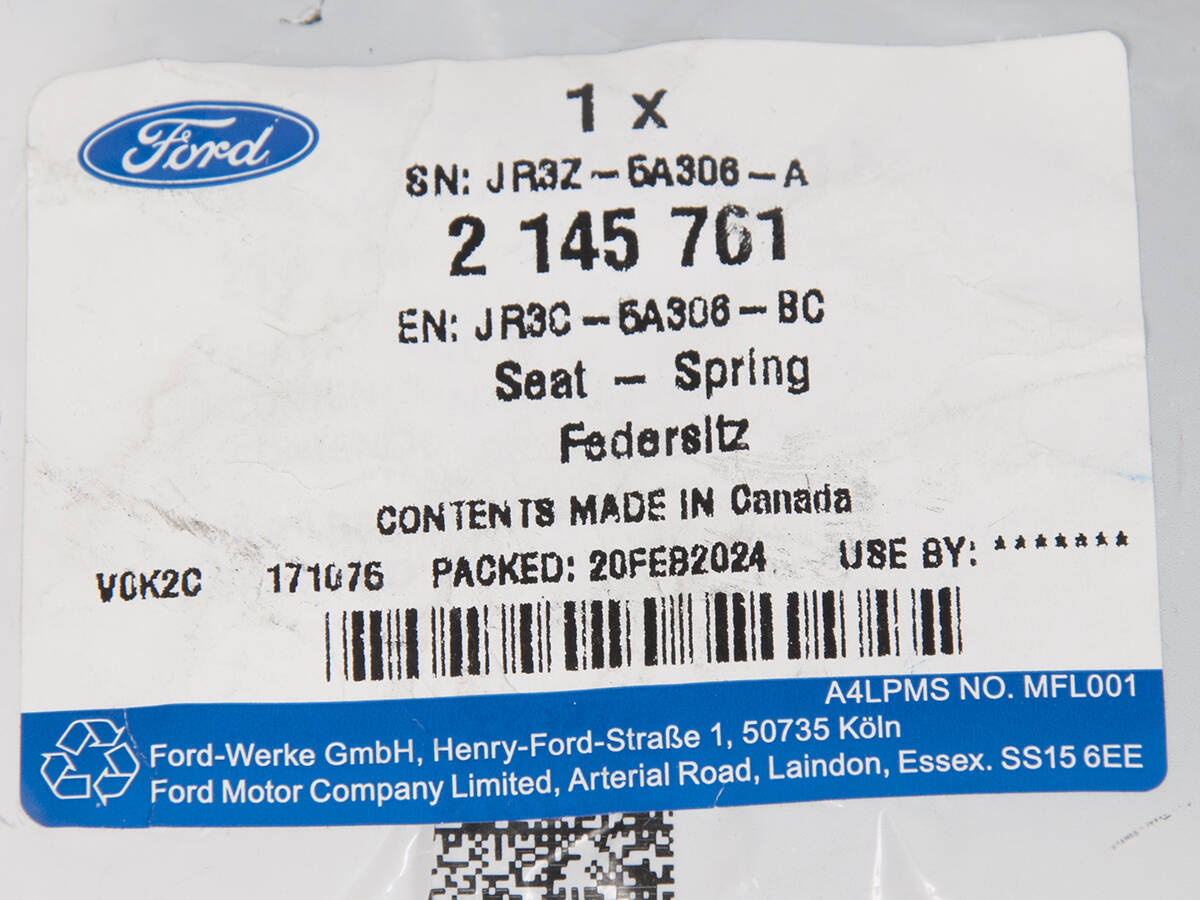 Ford
1 x
SN: JR3Z-5A306-A
2 145 761
EN: JR3C-5A306-BC
Seat - Spring
Federsitz
CONTENTS MADE IN Canada
V0K2C 171076 PACKED: 20FEB2024 USE BY: *******
A4LPMS NO. MFL001
Ford-Werke GmbH, Henry-Ford-Straße 1, 50735 Köln
Ford Motor Company Limited, Arterial Road, Laindon, Essex. SS15 6EE